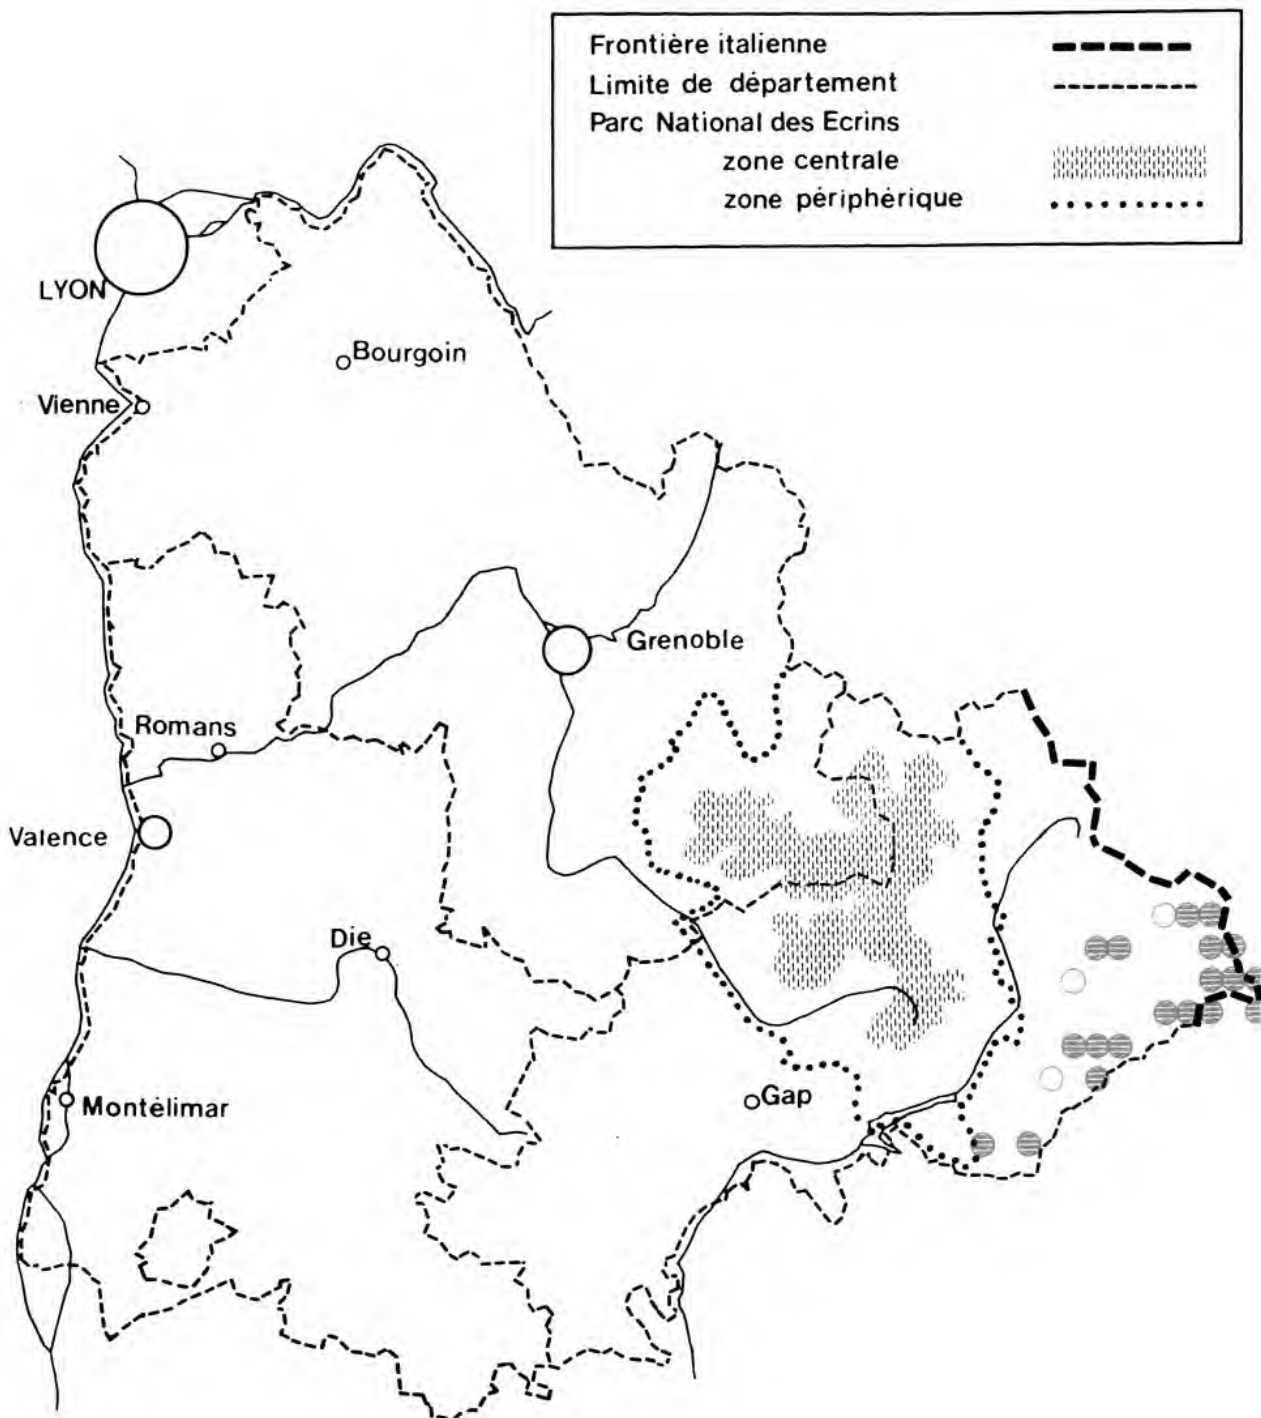 Frontière italienne
Limite de département
Parc National des Ecrins
zone centrale
zone périphérique
LYON
Bourgoin
Vienne
Grenoble
Romans
Valence
Die
Montélimar
Gap